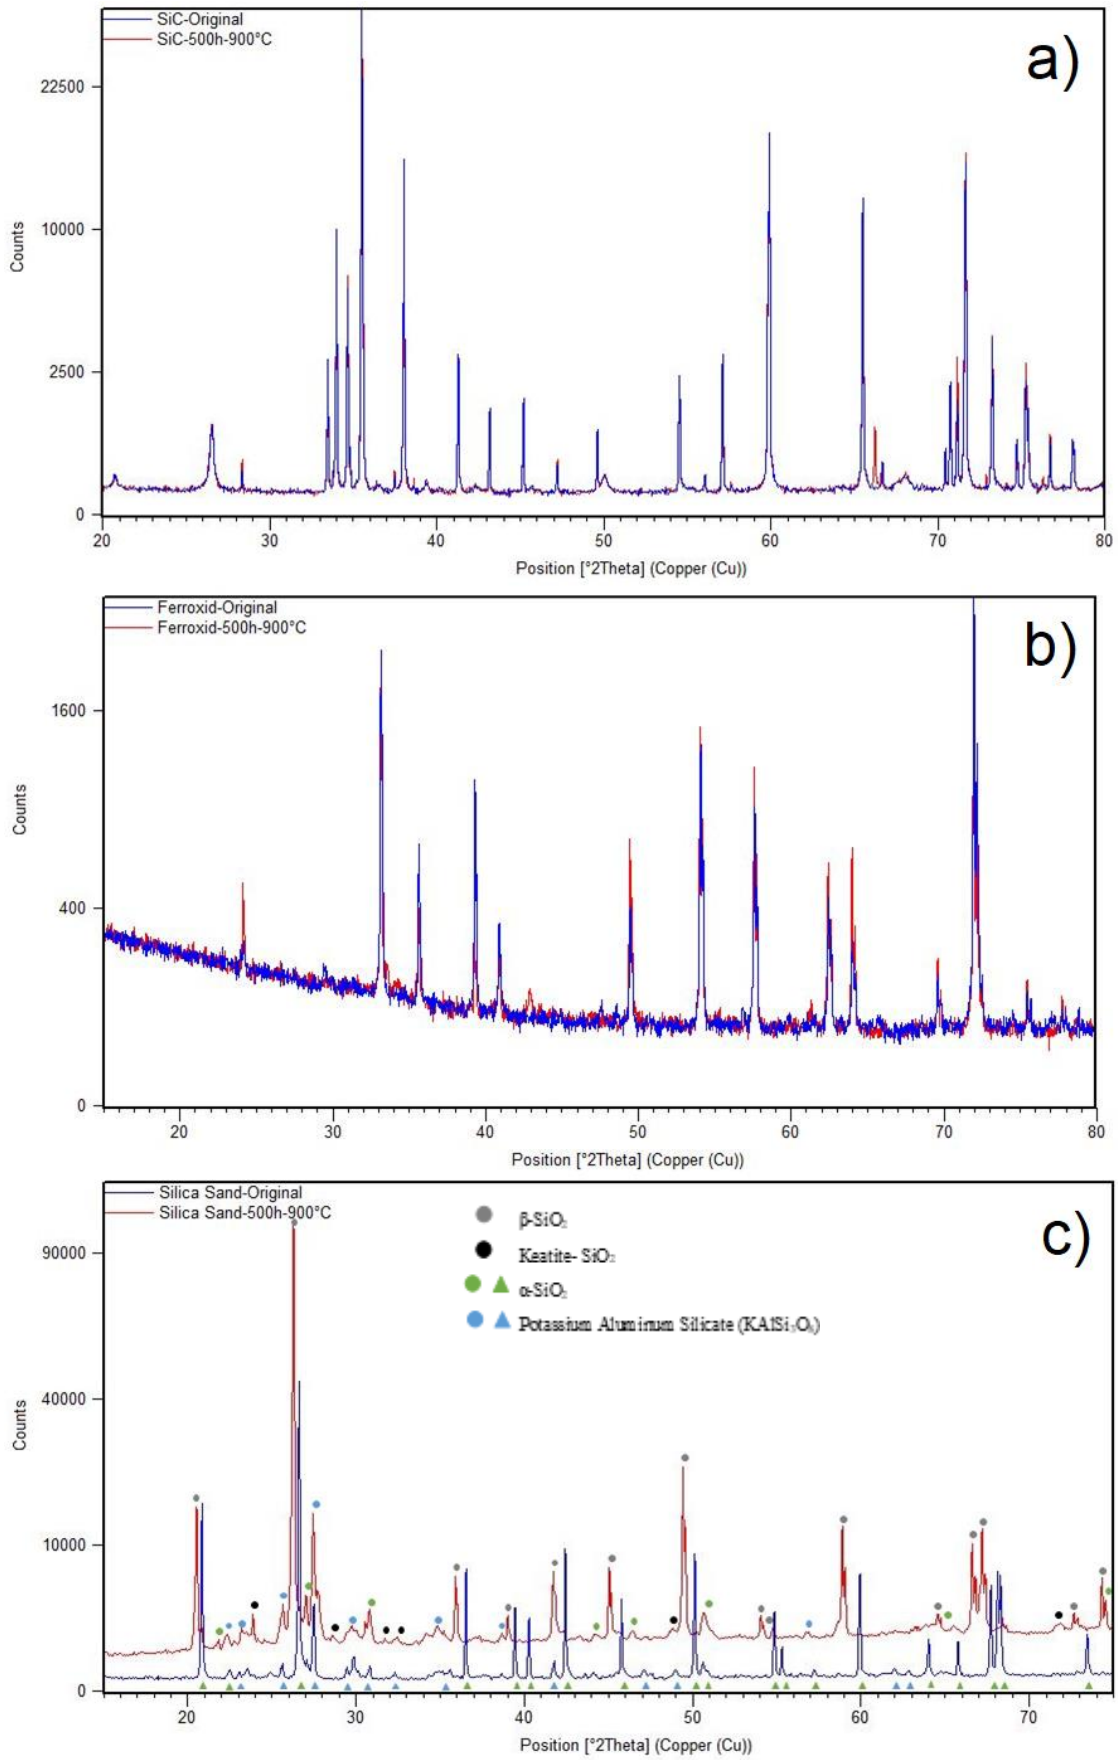 SiC-Original
SiC-500h-900°C
a)
22500
10000
2500
0
Counts
20 30 40 50 60 70 80
Position [°2Theta] (Copper (Cu))
Ferroxid-Original
Ferroxid-500h-900°C
b)
1600
400
0
Counts
20 30 40 50 60 70 80
Position [°2Theta] (Copper (Cu))
Silica Sand-Original
Silica Sand-500h-900°C
c)
β-SiO₂
Keatite- SiO₂
α-SiO₂
Potassium Aluminum Silicate (KAlSi₃O₈)
90000
40000
10000
0
Counts
20 30 40 50 60 70
Position [°2Theta] (Copper (Cu))